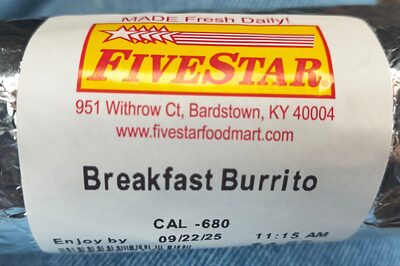 MADE Fresh Daily!
FIVESTAR®
951 Withrow Ct, Bardstown, KY 40004
www.fivestarfoodmart.com
Breakfast Burrito
CAL -680
Enjoy by 09/22/25 11:15 AM